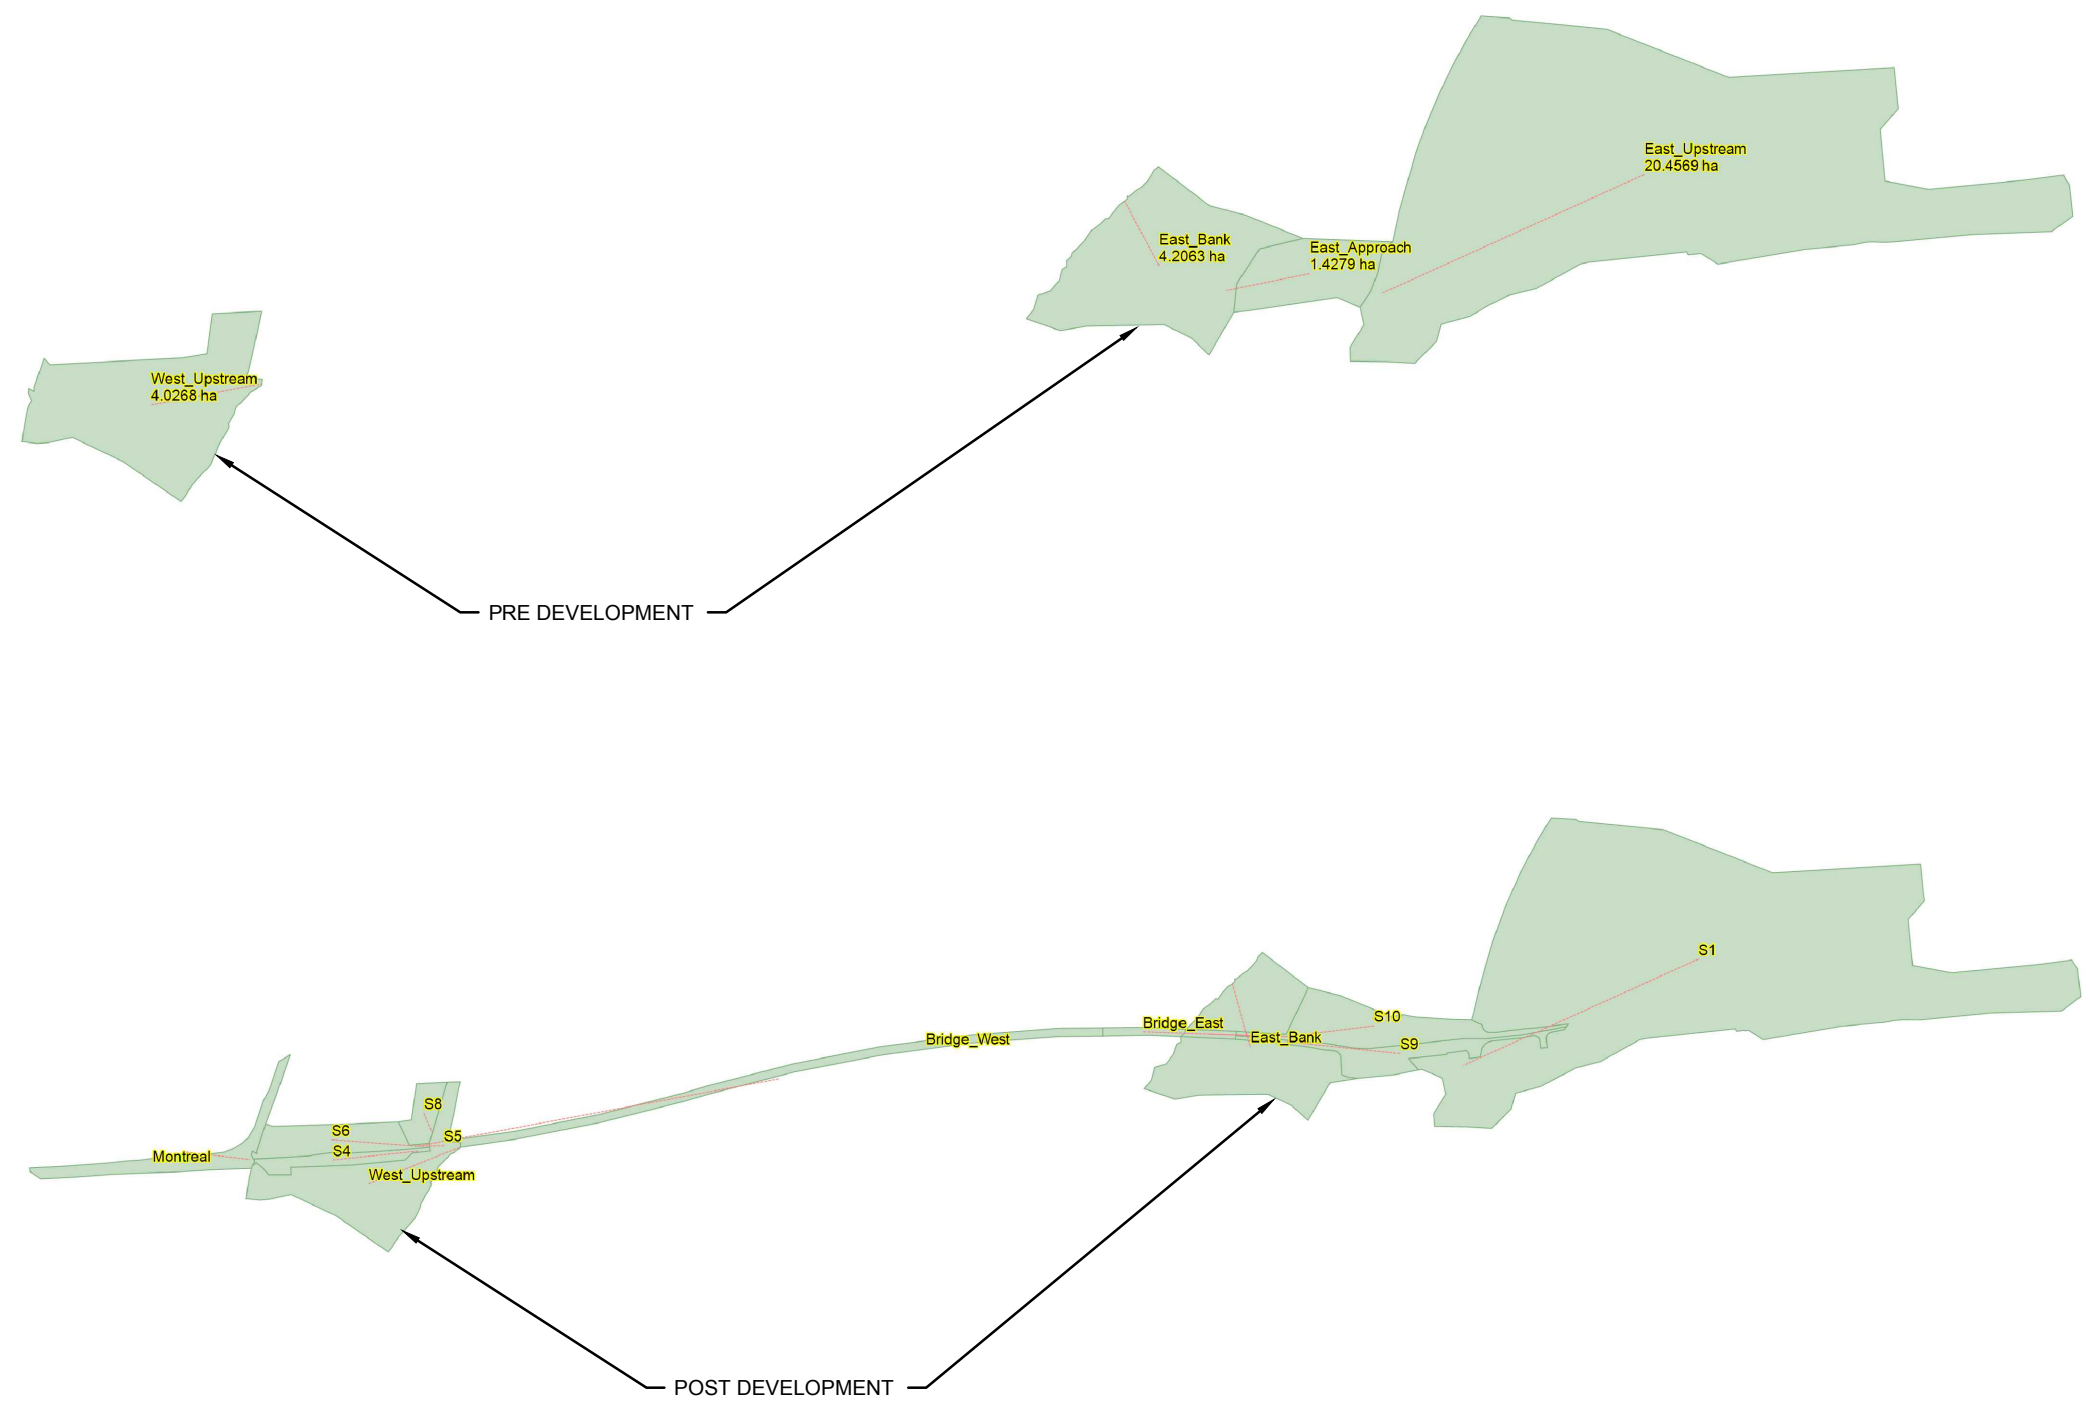 East_Upstream
20.4569 ha
East_Bank
4.2063 ha
East_Approach
1.4279 ha
West_Upstream
4.0268 ha
PRE DEVELOPMENT
S1
S10
Bridge_East
Bridge_West
East_Bank
S9
S8
S6
S5
S4
Montreal
West_Upstream
POST DEVELOPMENT